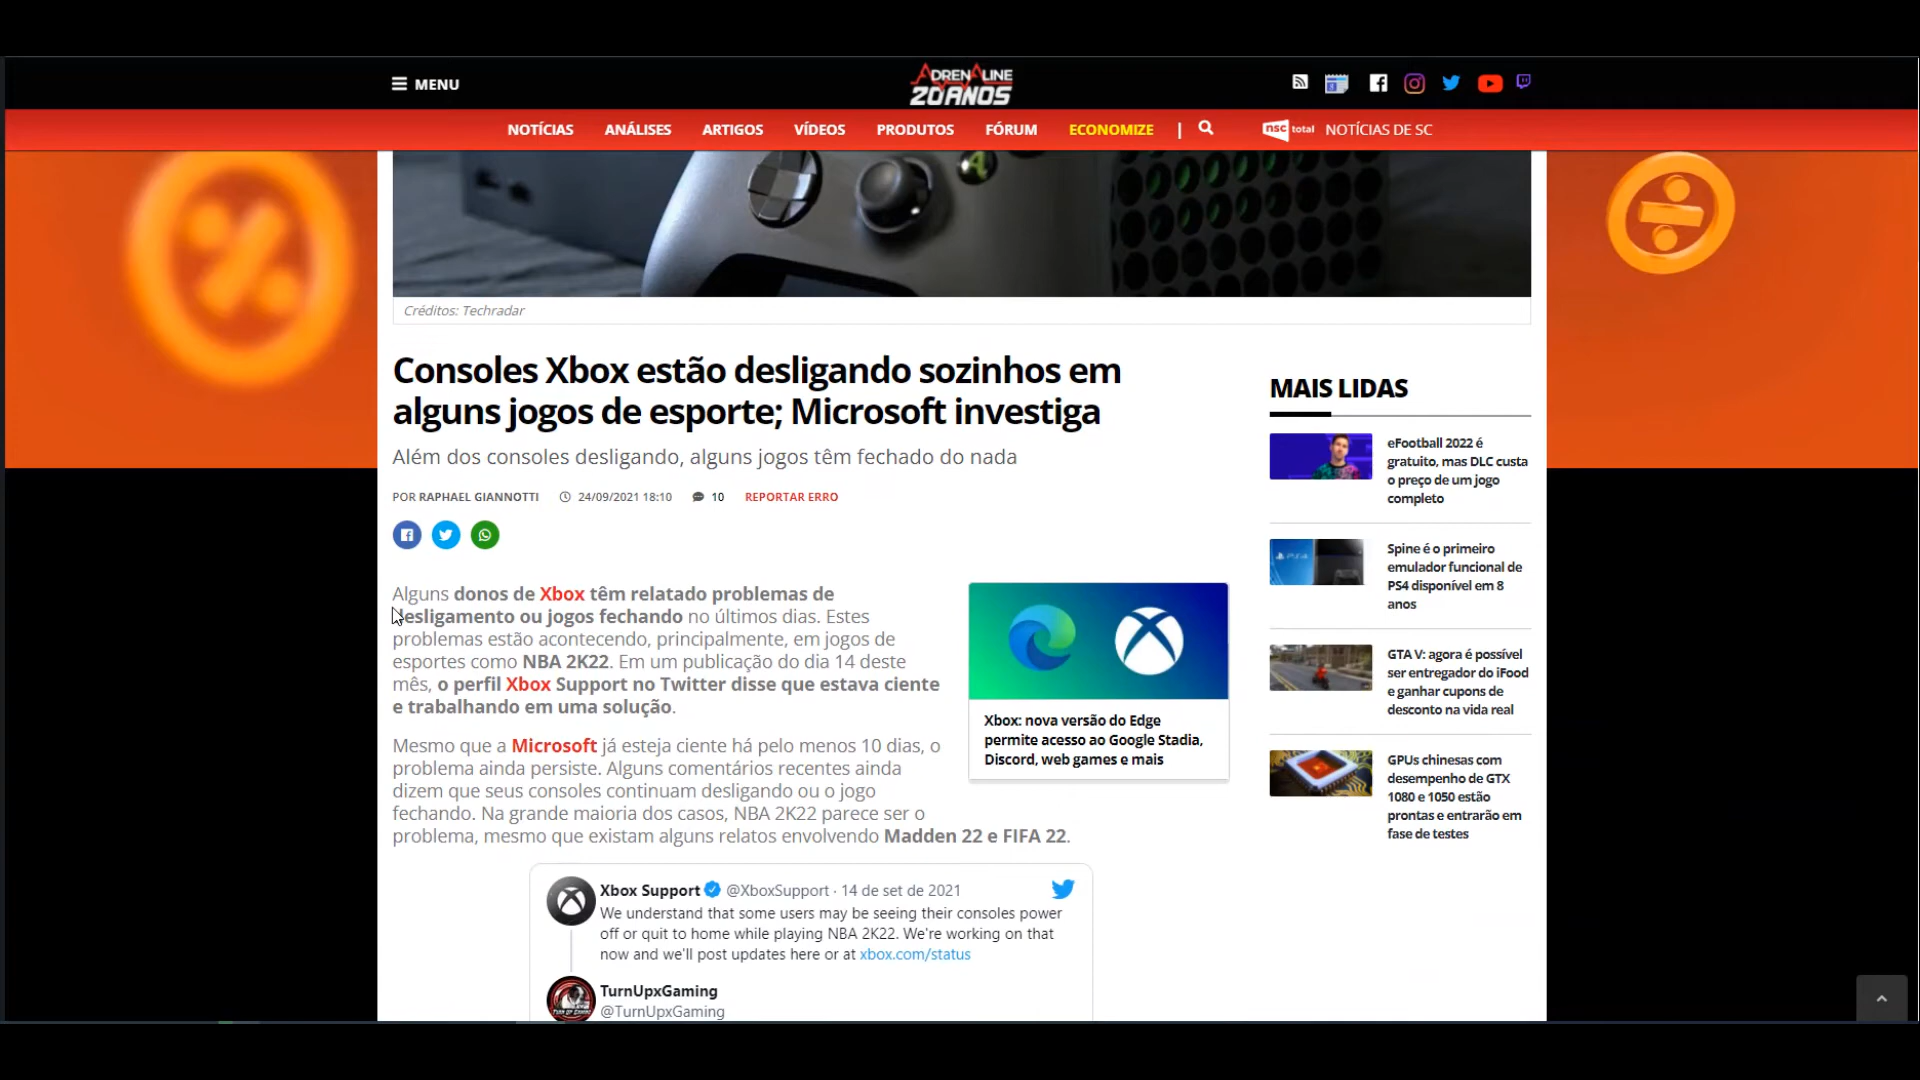 MENU
ADRENALINE
20 ANOS
NOTÍCIAS
ANÁLISES
ARTIGOS
VÍDEOS
PRODUTOS
FÓRUM
ECONOMIZE
|
nsc total NOTÍCIAS DE SC
Créditos: Techradar
Consoles Xbox estão desligando sozinhos em
alguns jogos de esporte; Microsoft investiga
Além dos consoles desligando, alguns jogos têm fechado do nada
POR RAPHAEL GIANNOTTI 24/09/2021 18:10 10 REPORTAR ERRO
Alguns donos de Xbox têm relatado problemas de
desligamento ou jogos fechando no últimos dias. Estes
problemas estão acontecendo, principalmente, em jogos de
esportes como NBA 2K22. Em um publicação do dia 14 deste
mês, o perfil Xbox Support no Twitter disse que estava ciente
e trabalhando em uma solução.
Mesmo que a Microsoft já esteja ciente há pelo menos 10 dias, o
problema ainda persiste. Alguns comentários recentes ainda
dizem que seus consoles continuam desligando ou o jogo
fechando. Na grande maioria dos casos, NBA 2K22 parece ser o
problema, mesmo que existam alguns relatos envolvendo Madden 22 e FIFA 22.
Xbox: nova versão do Edge
permite acesso ao Google Stadia,
Discord, web games e mais
Xbox Support @XboxSupport · 14 de set de 2021
We understand that some users may be seeing their consoles power
off or quit to home while playing NBA 2K22. We're working on that
now and we'll post updates here or at xbox.com/status
TurnUpxGaming
@TurnUpxGaming
MAIS LIDAS
eFootball 2022 é
gratuito, mas DLC custa
o preço de um jogo
completo
Spine é o primeiro
emulador funcional de
PS4 disponível em 8
anos
GTA V: agora é possível
ser entregador do iFood
e ganhar cupons de
desconto na vida real
GPUs chinesas com
desempenho de GTX
1080 e 1050 estão
prontas e entrarão em
fase de testes